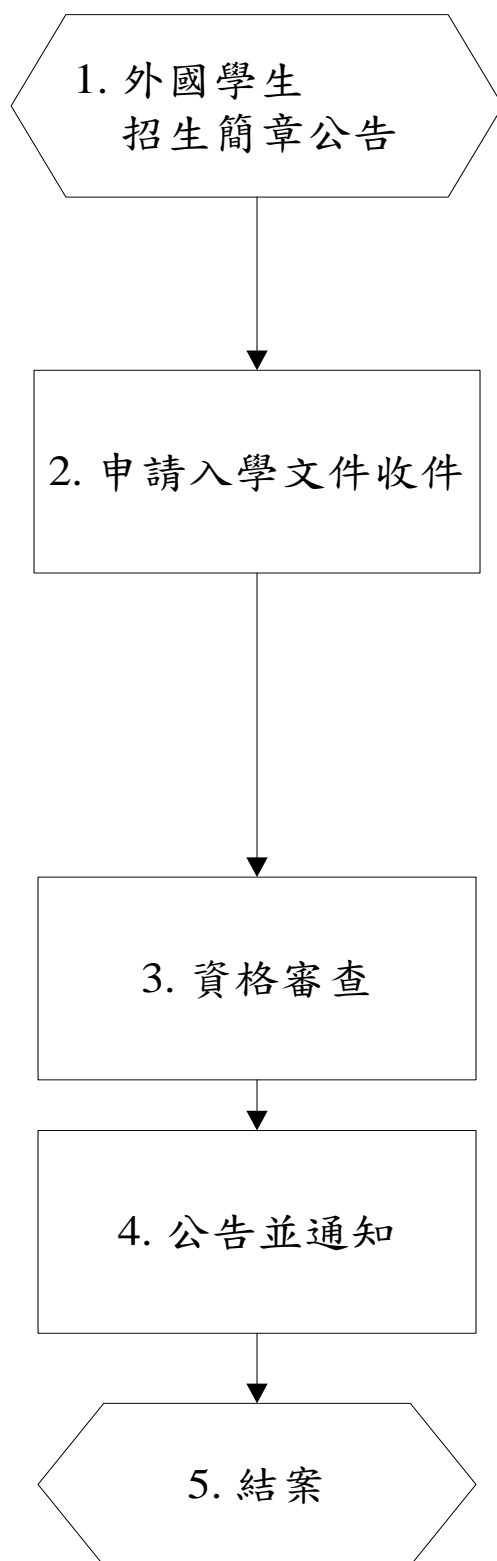 1. 外國學生
招生簡章公告
2. 申請入學文件收件
3. 資格審查
4. 公告並通知
5. 結案